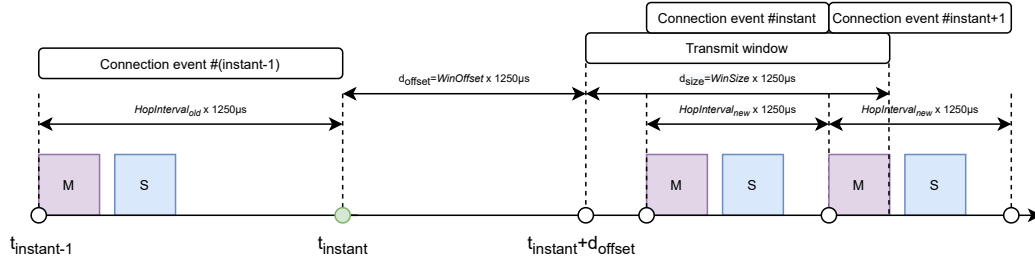 Connection event #instant
Connection event #instant+1
Connection event #(instant-1)
Transmit window
d_offset=WinOffset x 1250µs
d_size=WinSize x 1250µs
HopInterval_old x 1250µs
HopInterval_new x 1250µs
HopInterval_new x 1250µs
M
S
M
S
M
S
t_instant-1
t_instant
t_instant+d_offset